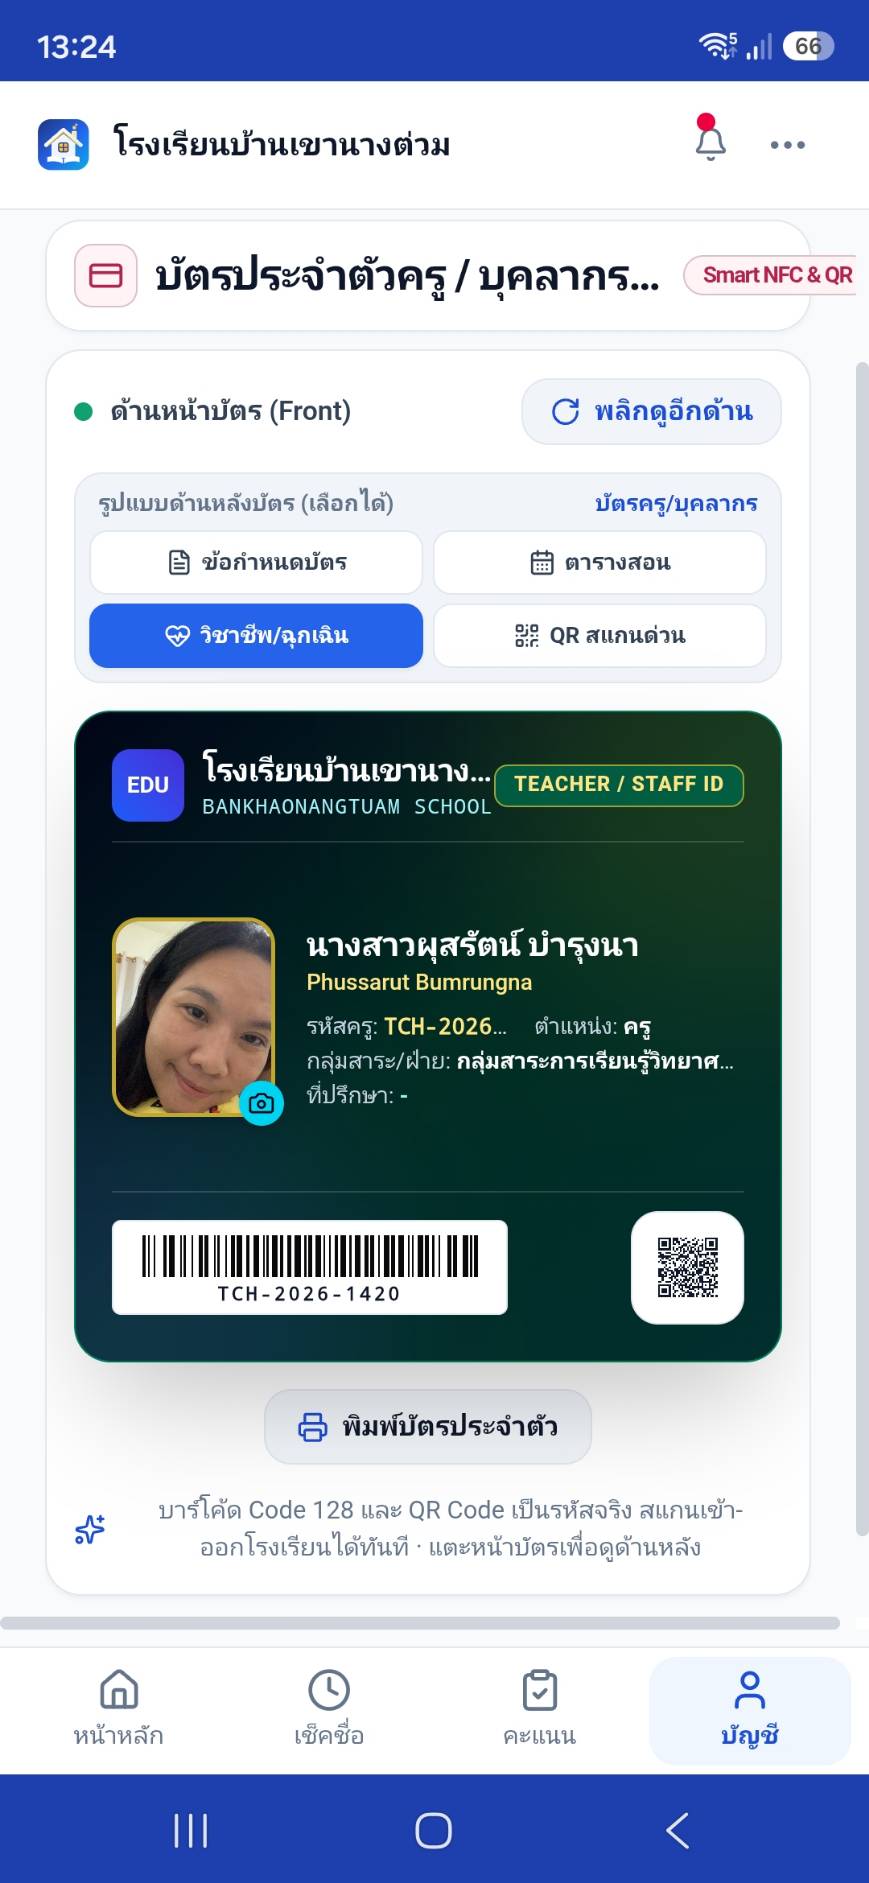 13:24
5
66
โรงเรียนบ้านเขานางต่วม
บัตรประจำตัวครู / บุคลากร...
Smart NFC & QR
ด้านหน้าบัตร (Front)
พลิกดูอีกด้าน
รูปแบบด้านหลังบัตร (เลือกได้)
บัตรครู/บุคลากร
ข้อกำหนดบัตร
ตารางสอน
วิชาชีพ/ฉุกเฉิน
QR สแกนด่วน
EDU
โรงเรียนบ้านเขานาง...
BANKHAONANGTUAM SCHOOL
TEACHER / STAFF ID
นางสาวผุสรัตน์ บำรุงนา
Phussarut Bumrungna
รหัสครู: TCH-2026... ตำแหน่ง: ครู
กลุ่มสาระ/ฝ่าย: กลุ่มสาระการเรียนรู้วิทยาศ...
ที่ปรึกษา: -
TCH-2026-1420
พิมพ์บัตรประจำตัว
บาร์โค้ด Code 128 และ QR Code เป็นรหัสจริง สแกนเข้า-
ออกโรงเรียนได้ทันที · แตะหน้าบัตรเพื่อดูด้านหลัง
หน้าหลัก
เช็คชื่อ
คะแนน
บัญชี